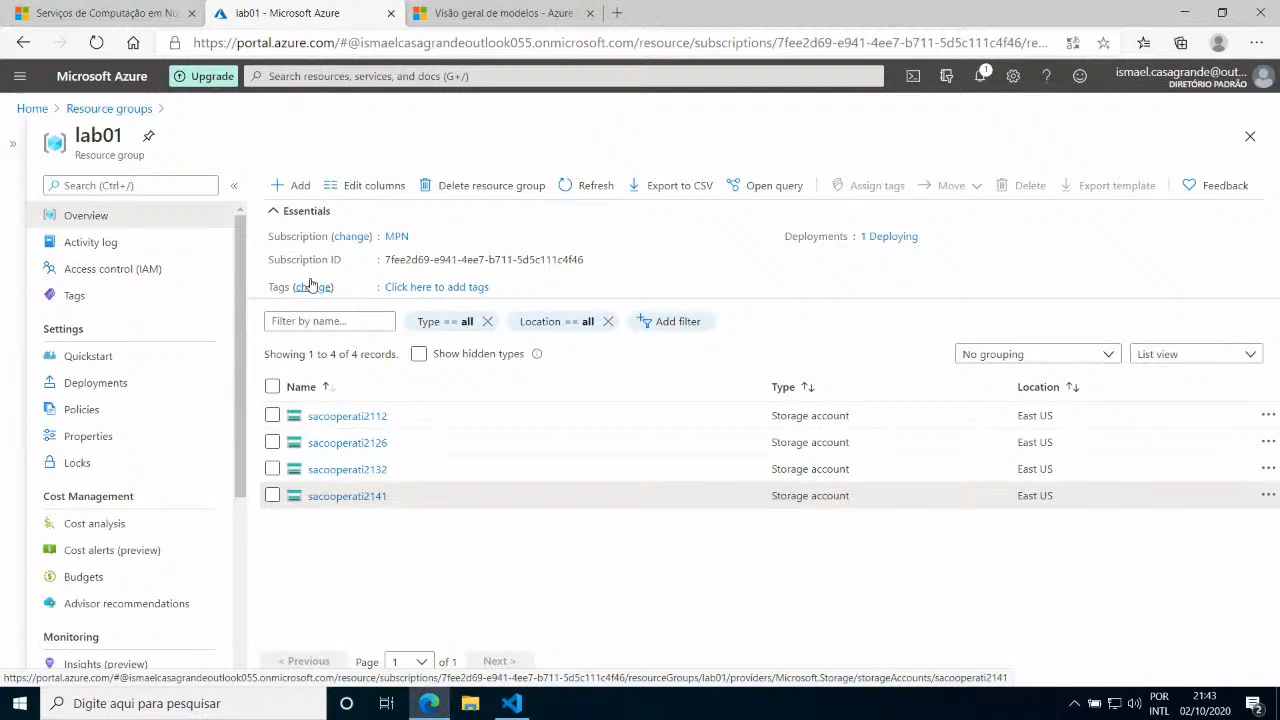 Serviços de Computação em Nu
lab01 - Microsoft Azure
Visão geral de modelos - Azure
https://portal.azure.com/#@ismaelcasagrandeoutlook055.onmicrosoft.com/resource/subscriptions/7fee2d69-e941-4ee7-b711-5d5c111c4f46/re...
Microsoft Azure
Upgrade
Search resources, services, and docs (G+/)
1
ismael.casagrande@out...
DIRETÓRIO PADRÃO
Home > Resource groups >
lab01
Resource group
Search (Ctrl+/)
Add
Edit columns
Delete resource group
Refresh
Export to CSV
Open query
Assign tags
Move
Delete
Export template
Feedback
Overview
Activity log
Access control (IAM)
Tags
Settings
Quickstart
Deployments
Policies
Properties
Locks
Cost Management
Cost analysis
Cost alerts (preview)
Budgets
Advisor recommendations
Monitoring
Insights (preview)
Essentials
Subscription (change) : MPN
Deployments : 1 Deploying
Subscription ID : 7fee2d69-e941-4ee7-b711-5d5c111c4f46
Tags (change) : Click here to add tags
Filter by name...
Type == all
Location == all
Add filter
Showing 1 to 4 of 4 records.
Show hidden types
No grouping
List view
Name
Type
Location
sacooperati2112 Storage account East US
sacooperati2126 Storage account East US
sacooperati2132 Storage account East US
sacooperati2141 Storage account East US
< Previous
Page 1 of 1
Next >
https://portal.azure.com/#@ismaelcasagrandeoutlook055.onmicrosoft.com/resource/subscriptions/7fee2d69-e941-4ee7-b711-5d5c111c4f46/resourceGroups/lab01/providers/Microsoft.Storage/storageAccounts/sacooperati2141
Digite aqui para pesquisar
POR
INTL
21:43
02/10/2020
2